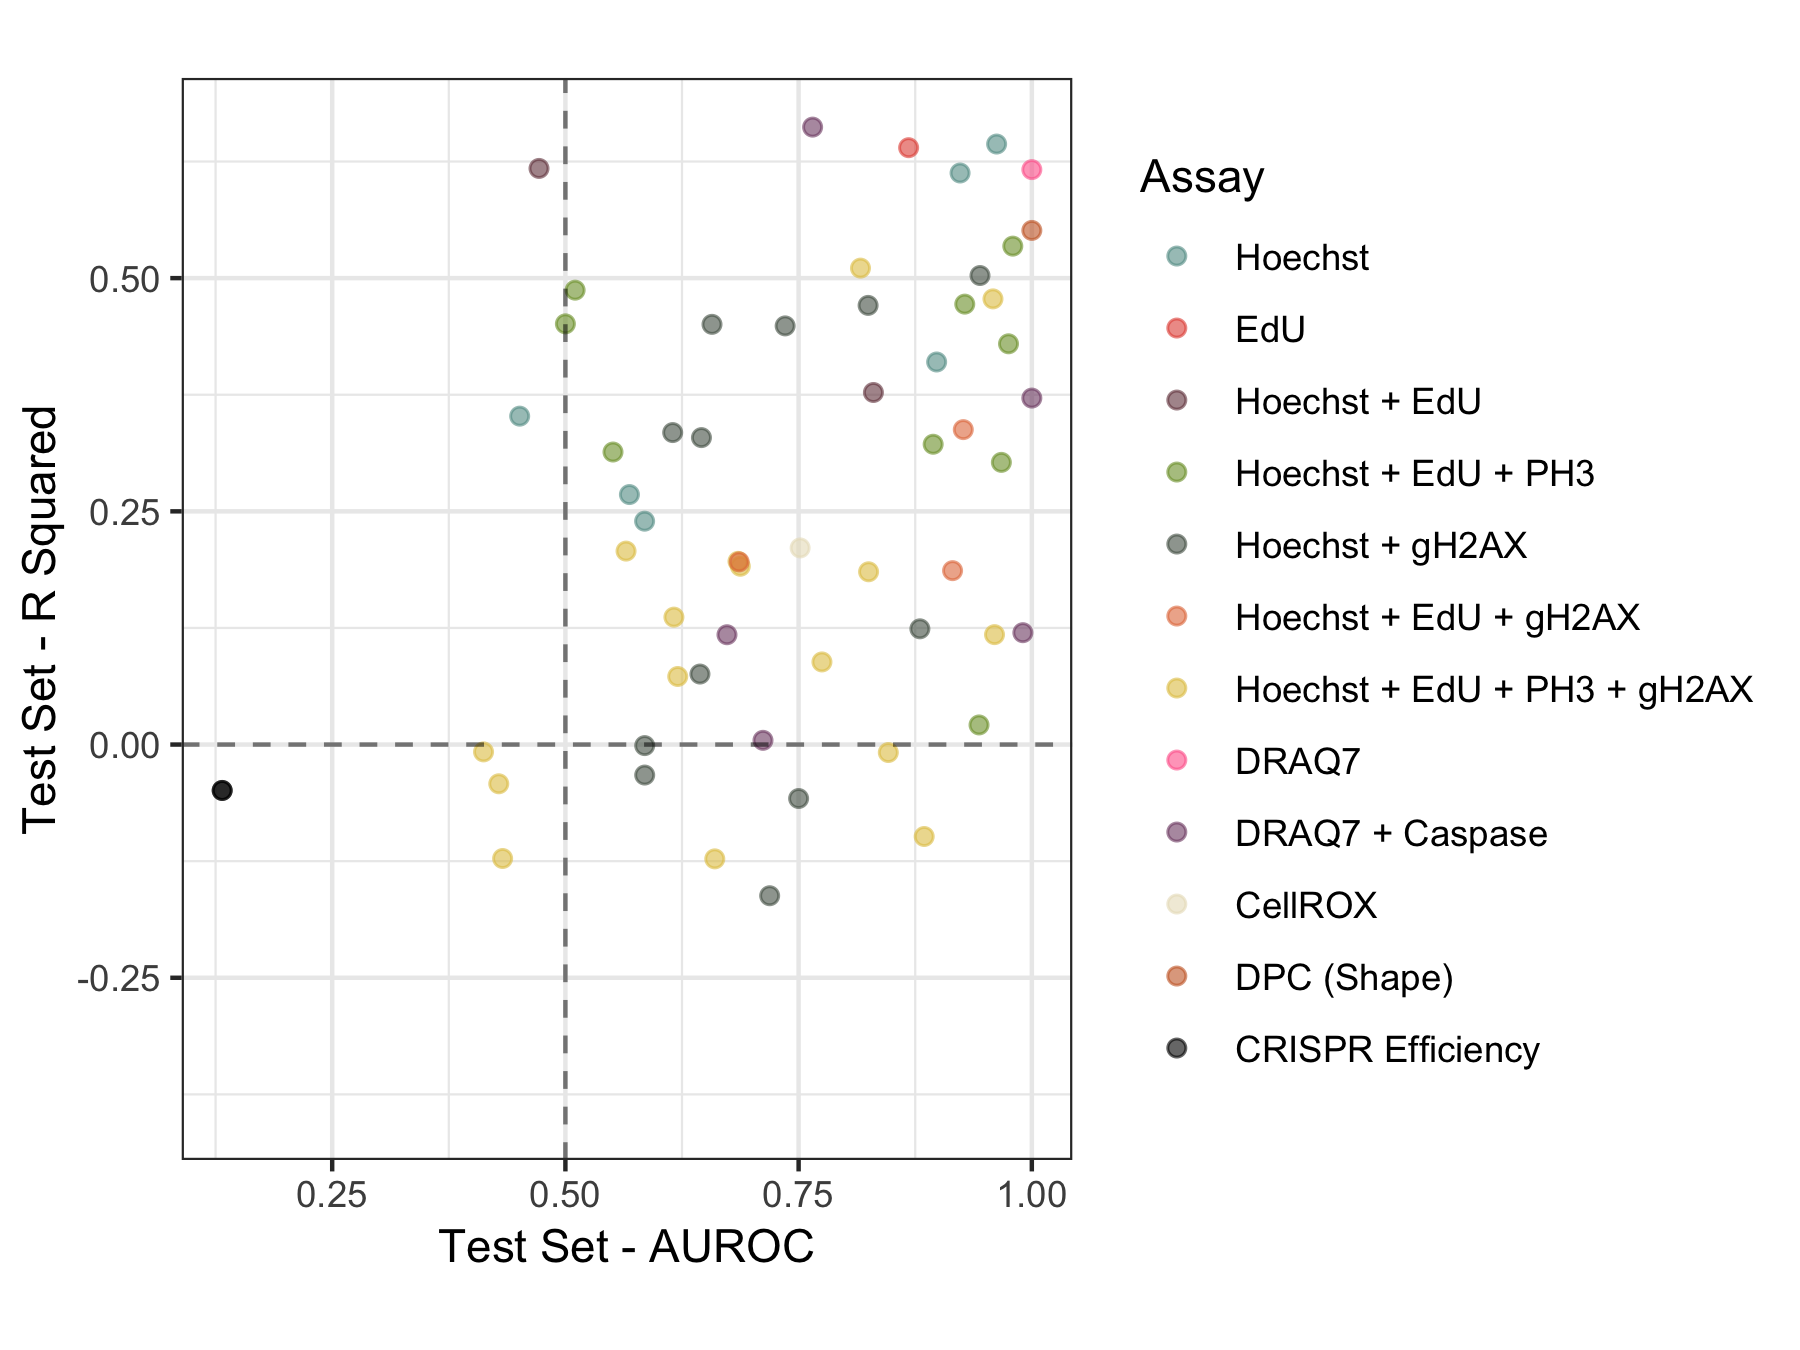 Test Set - R Squared
0.50
0.25
0.00
-0.25
0.25
0.50
0.75
1.00
Test Set - AUROC
Assay
Hoechst
EdU
Hoechst + EdU
Hoechst + EdU + PH3
Hoechst + gH2AX
Hoechst + EdU + gH2AX
Hoechst + EdU + PH3 + gH2AX
DRAQ7
DRAQ7 + Caspase
CellROX
DPC (Shape)
CRISPR Efficiency